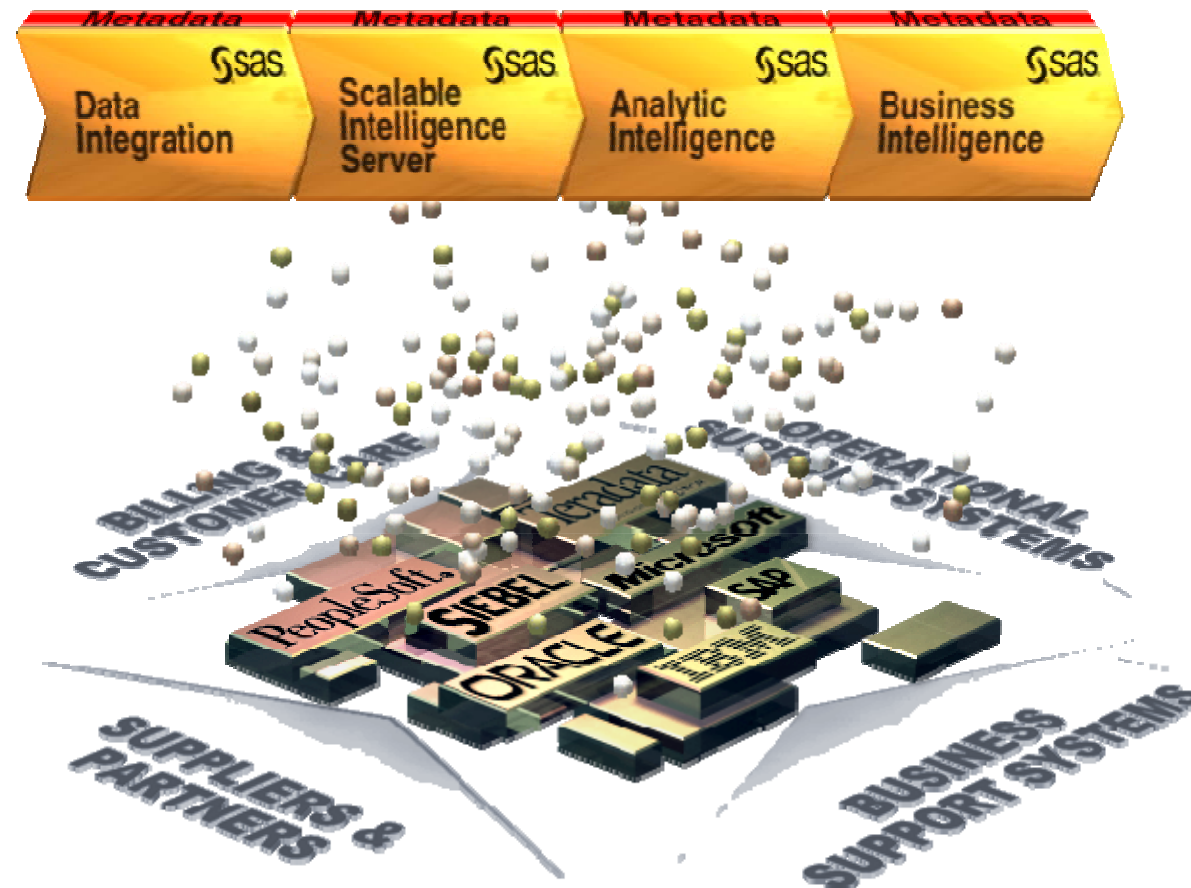 Metadata Metadata Metadata Metadata
sas
Data
Integration
sas
Scalable
Intelligence
Server
sas
Analytic
Intelligence
sas
Business
Intelligence
BILLING &
CUSTOMER CARE
OPERATIONAL
SUPPORT SYSTEMS
Teradata
Microsoft
PeopleSoft.
SIEBEL
SAP
ORACLE
IBM
SUPPLIERS &
PARTNERS
BUSINESS
SUPPORT SYSTEMS